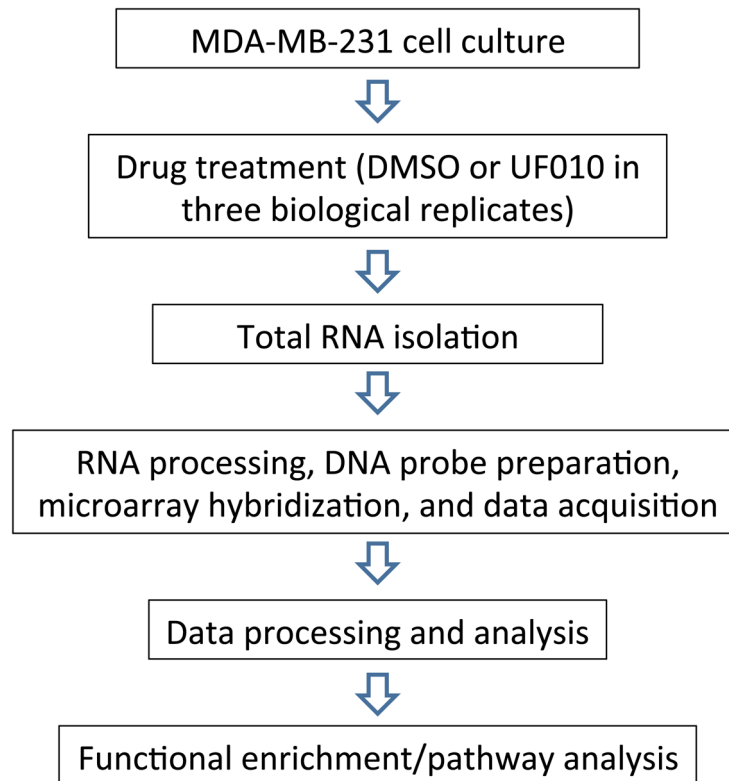 MDA-MB-231 cell culture
Drug treatment (DMSO or UF010 in
three biological replicates)
Total RNA isolation
RNA processing, DNA probe preparation,
microarray hybridization, and data acquisition
Data processing and analysis
Functional enrichment/pathway analysis